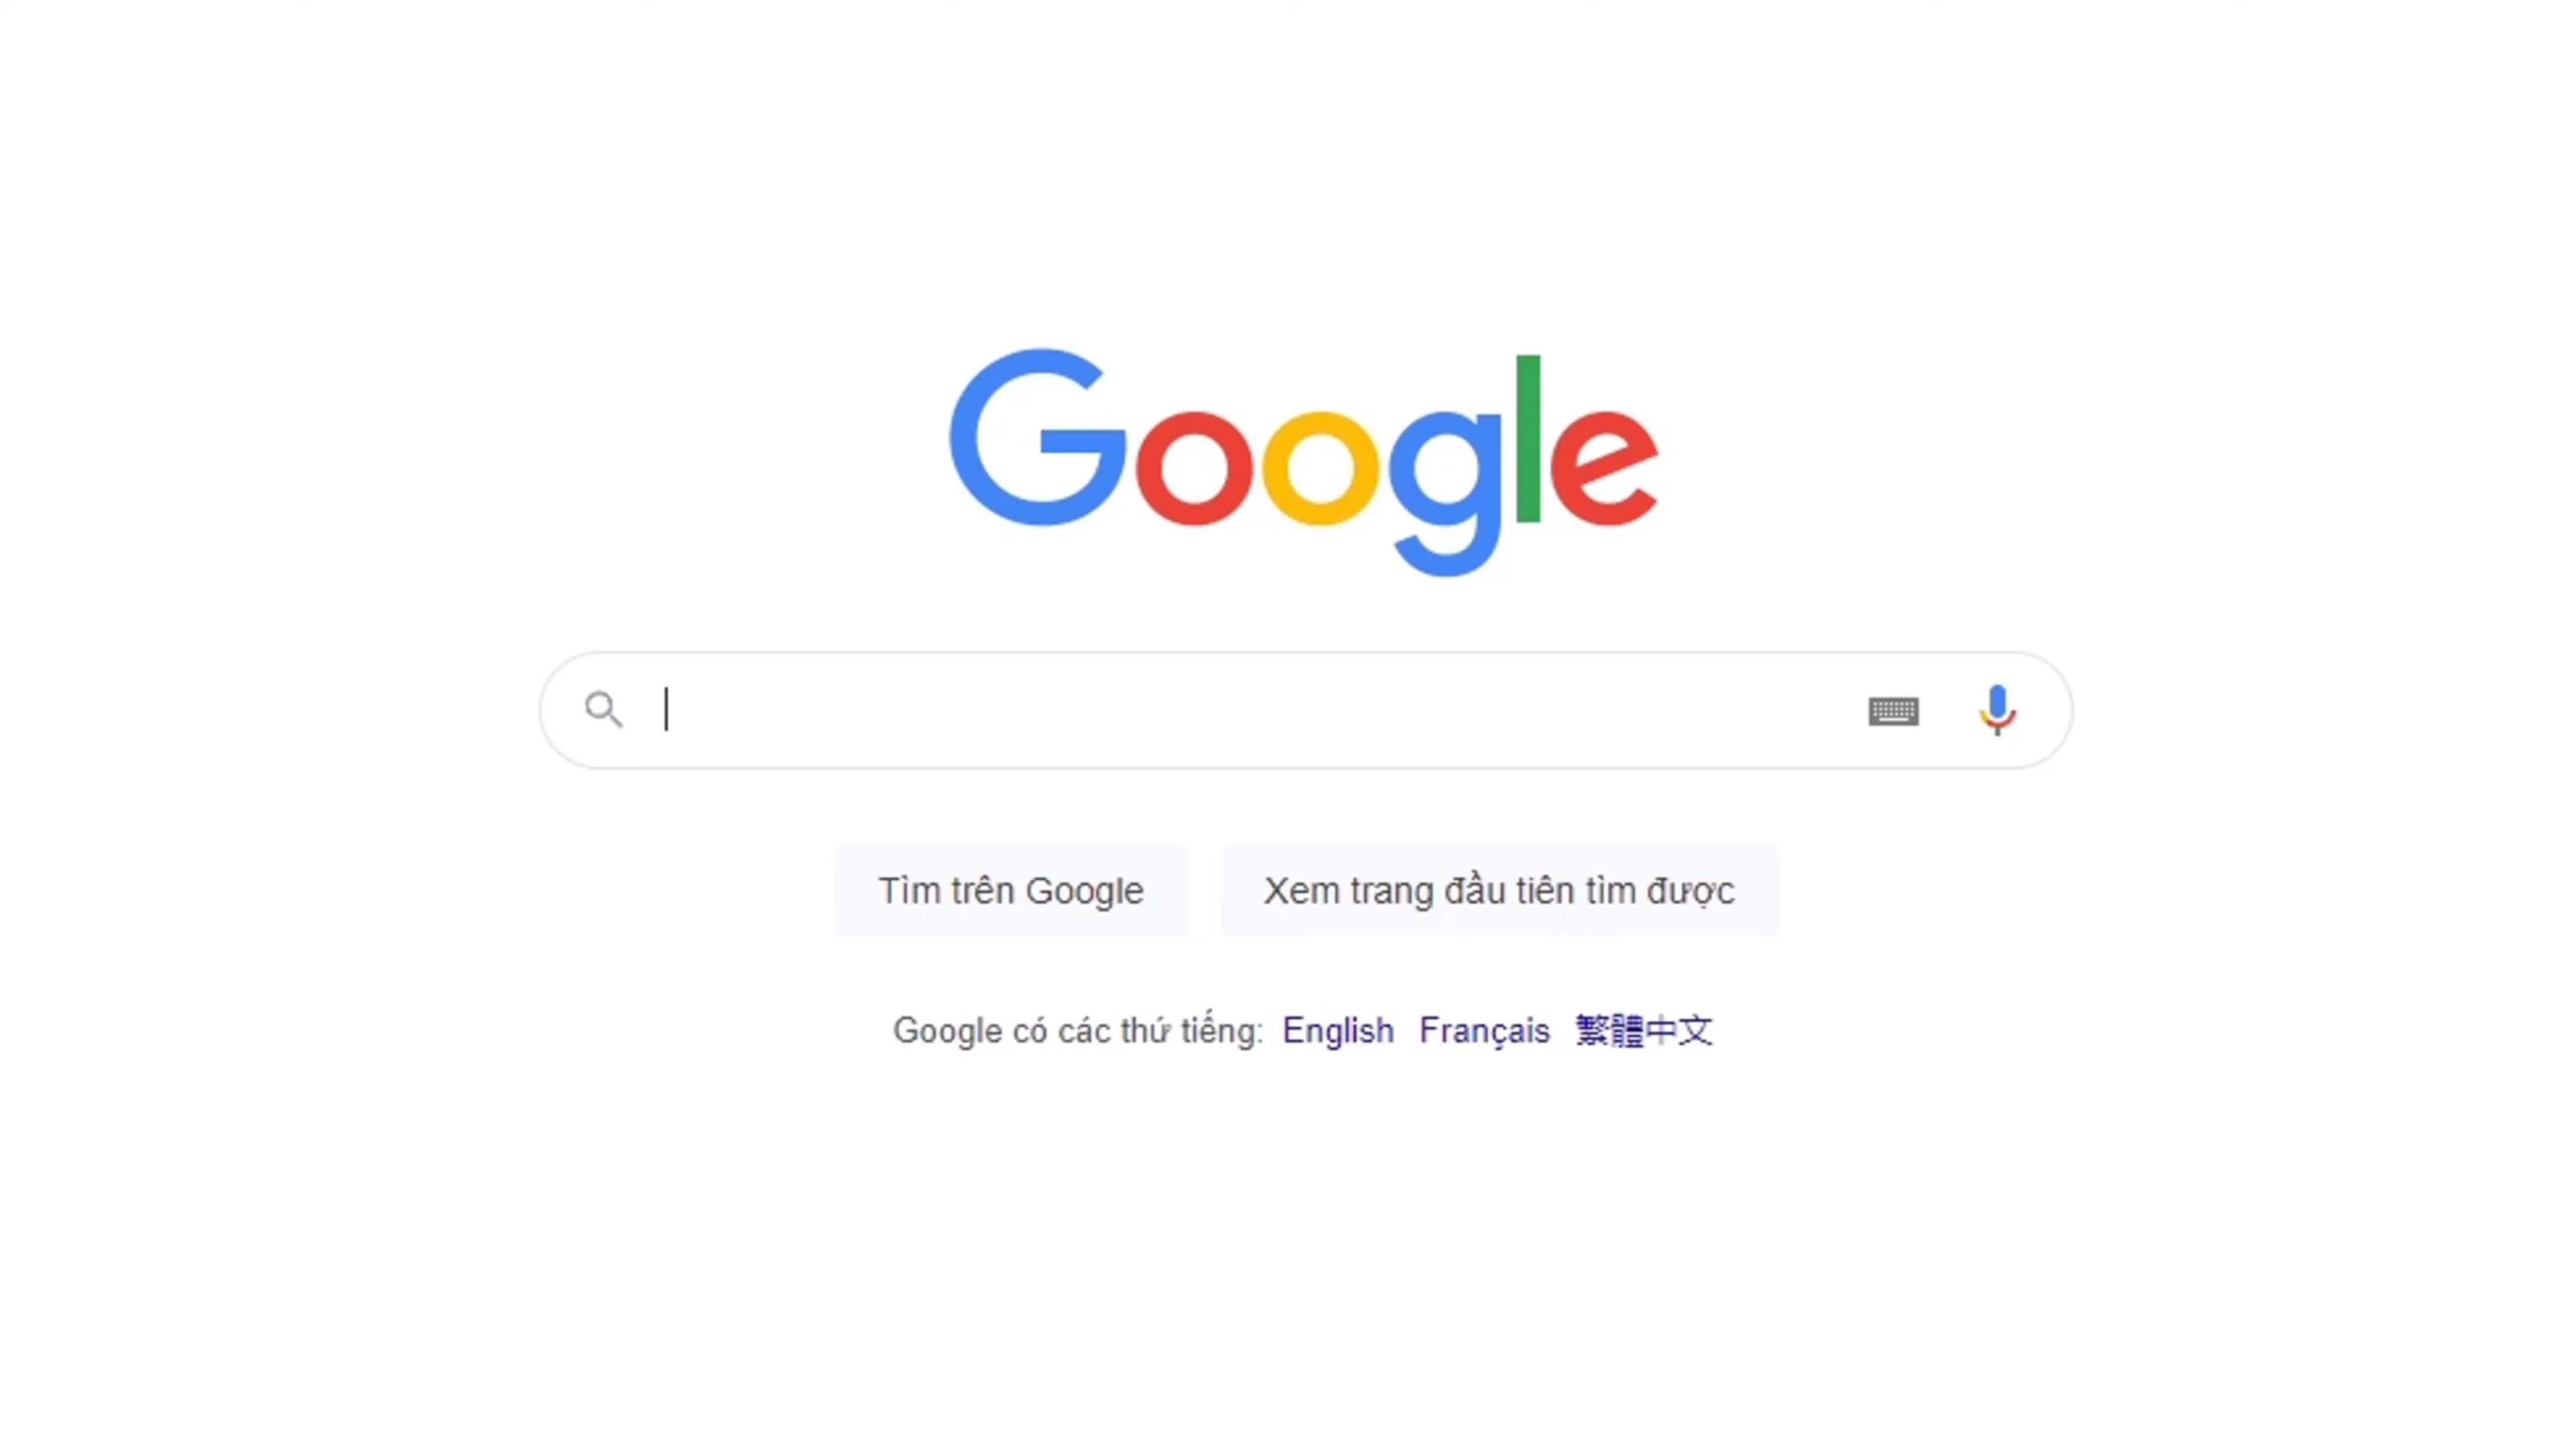 Google
Tìm trên Google Xem trang đầu tiên tìm được
Google có các thứ tiếng: English Français 繁體中文